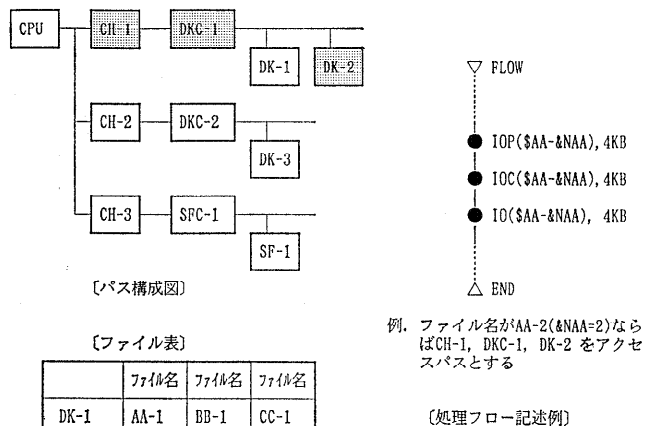 CPU
CH-1
DKC-1
DK-1
DK-2
CH-2
DKC-2
DK-3
CH-3
SFC-1
SF-1
〔パス構成図〕
▽ FLOW
● IOP($AA-&NAA), 4KB
● IOC($AA-&NAA), 4KB
● IO($AA-&NAA), 4KB
△ END
例. ファイル名がAA-2(&NAA=2)なら
ばCH-1, DKC-1, DK-2 をアクセ
スパスとする
〔処理フロー記述例〕
〔ファイル表〕
ファイル名 ファイル名 ファイル名
DK-1 AA-1 BB-1 CC-1